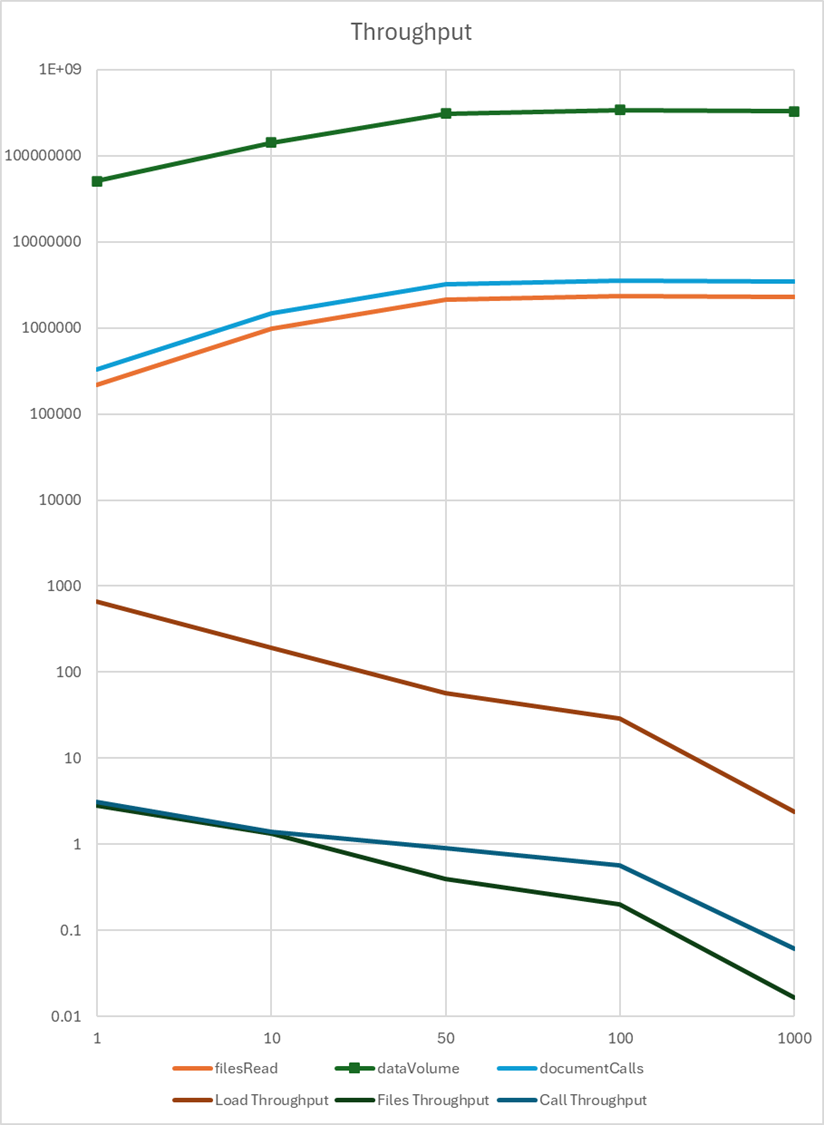 Throughput
1E+09
100000000
10000000
1000000
100000
10000
1000
100
10
1
0.1
0.01
1 10 50 100 1000
filesRead dataVolume documentCalls
Load Throughput Files Throughput Call Throughput